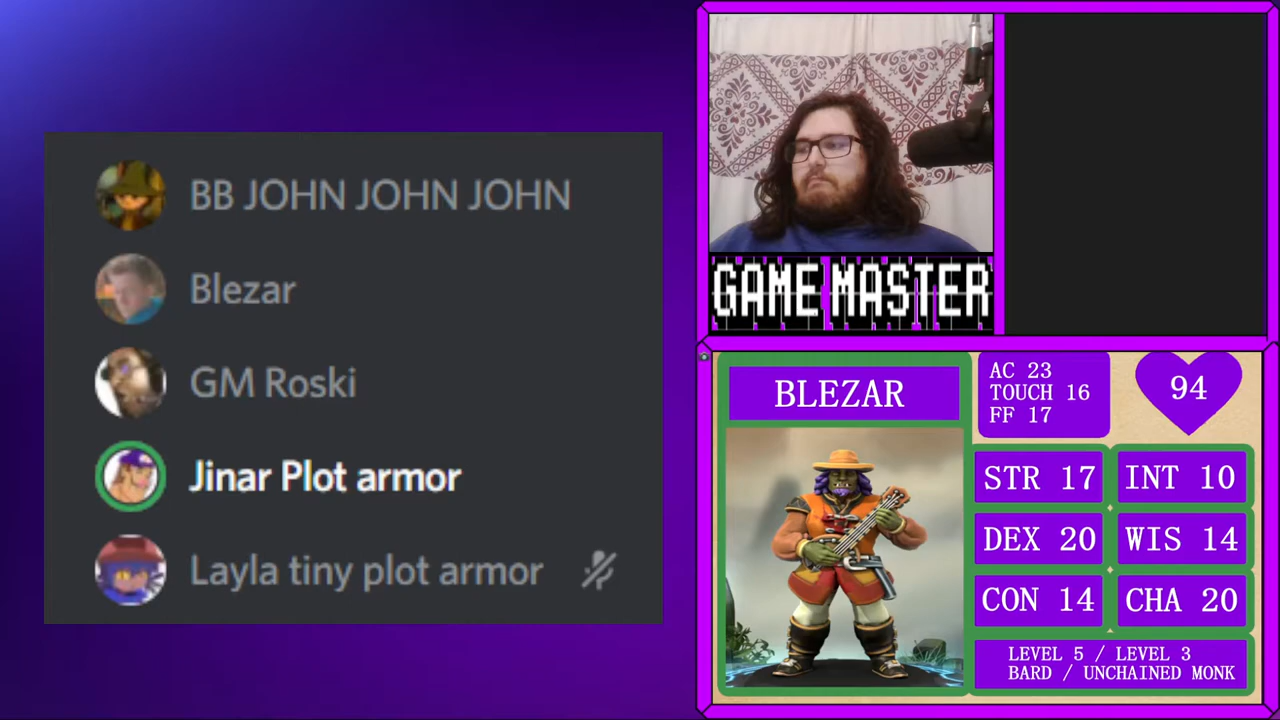 BB JOHN JOHN JOHN
Blezar
GM Roski
Jinar Plot armor
Layla tiny plot armor
GAME MASTER
BLEZAR
AC 23
TOUCH 16
FF 17
94
STR 17
INT 10
DEX 20
WIS 14
CON 14
CHA 20
LEVEL 5 / LEVEL 3
BARD / UNCHAINED MONK